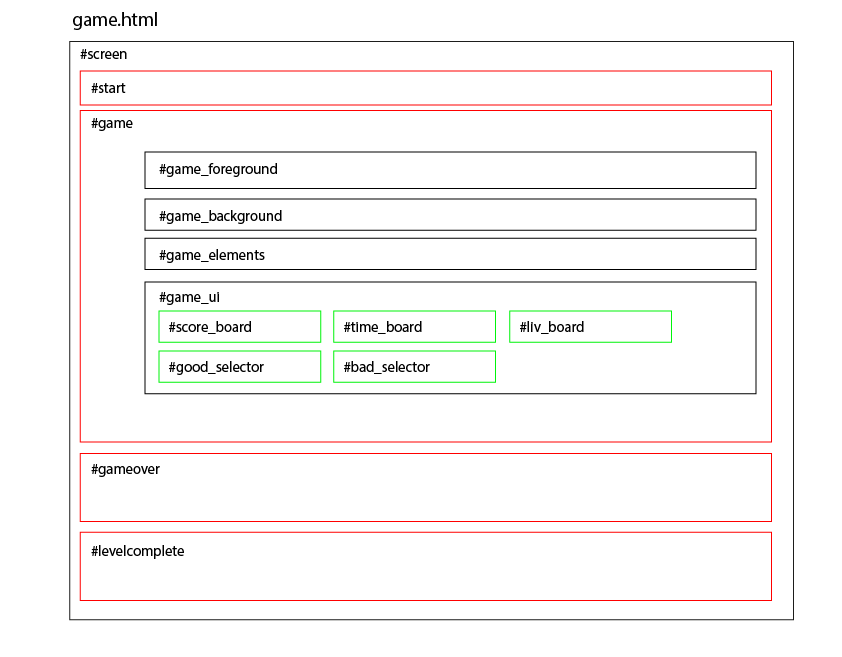 game.html
#screen
#start
#game
#game_foreground
#game_background
#game_elements
#game_ui
#score_board #time_board #liv_board
#good_selector #bad_selector
#gameover
#levelcomplete